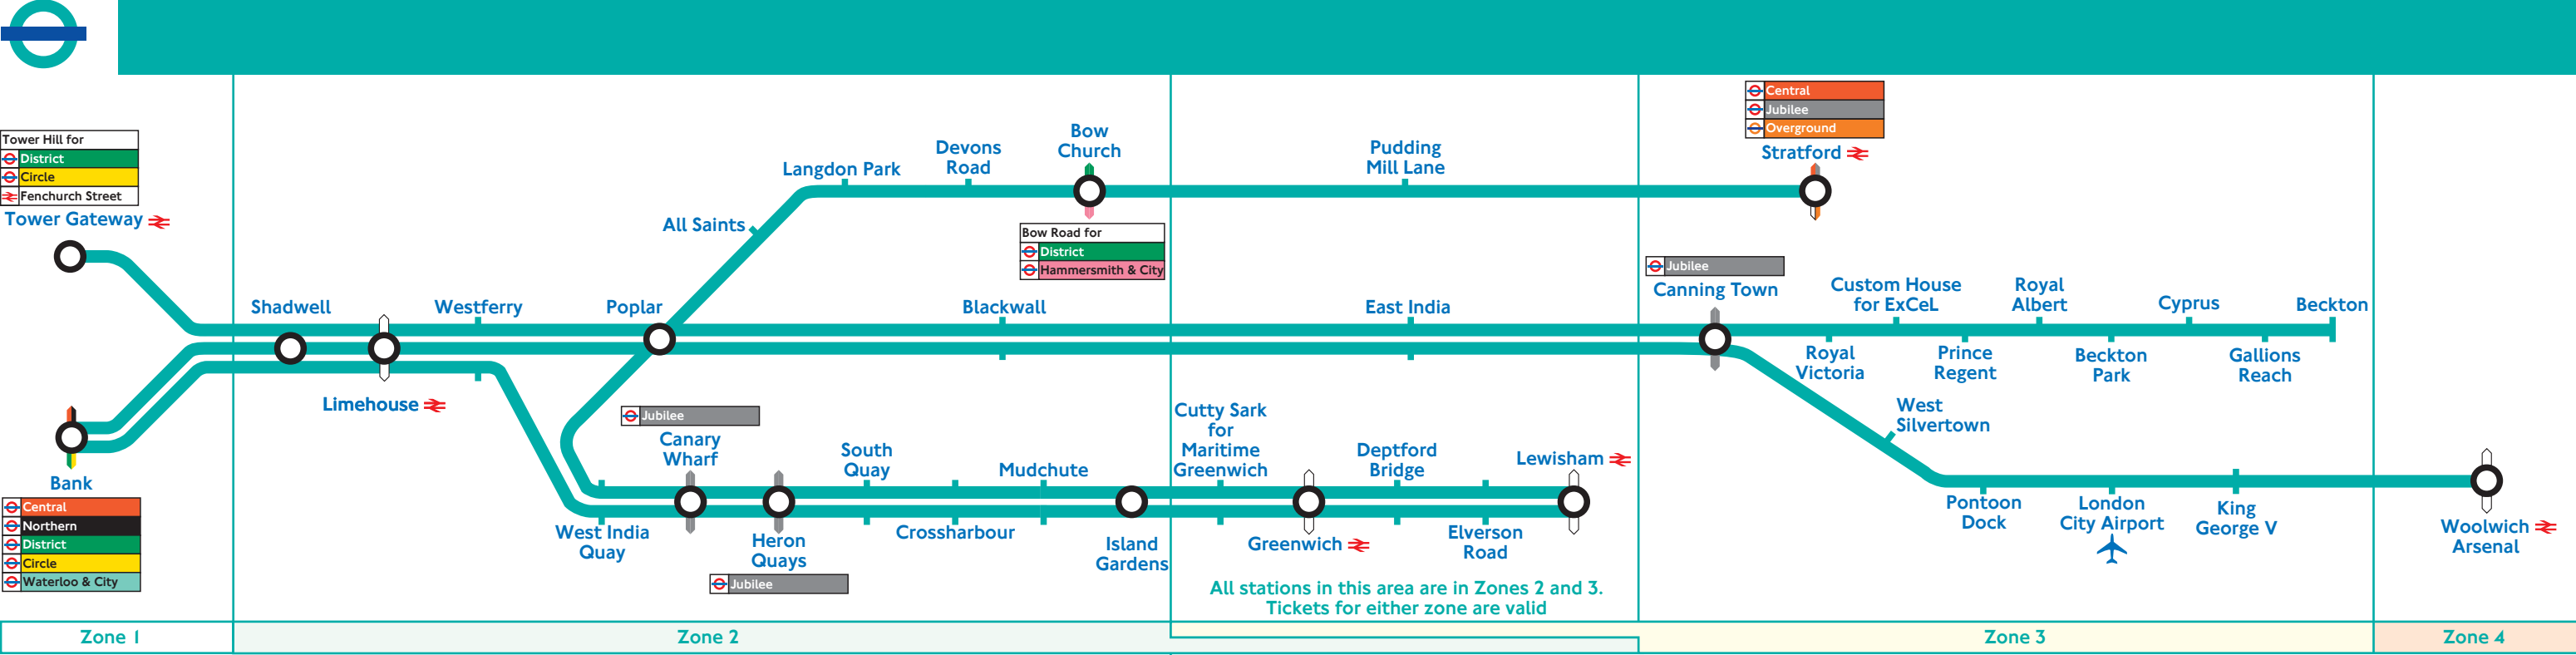 Tower Hill for
District
Circle
Fenchurch Street
Tower Gateway
Bank
Central
Northern
District
Circle
Waterloo & City
Shadwell
Limehouse
Westferry
Poplar
All Saints
Langdon Park
Devons
Road
Bow
Church
Bow Road for
District
Hammersmith & City
Pudding
Mill Lane
Central
Jubilee
Overground
Stratford
Blackwall
East India
Jubilee
Canning Town
Royal
Victoria
Custom House
for ExCeL
Prince
Regent
Royal
Albert
Beckton
Park
Cyprus
Gallions
Reach
Beckton
West
Silvertown
Pontoon
Dock
London
City Airport
King
George V
Woolwich
Arsenal
West India
Quay
Jubilee
Canary
Wharf
Heron
Quays
Jubilee
South
Quay
Crossharbour
Mudchute
Island
Gardens
Cutty Sark
for
Maritime
Greenwich
Greenwich
Deptford
Bridge
Elverson
Road
Lewisham
All stations in this area are in Zones 2 and 3.
Tickets for either zone are valid
Zone 1
Zone 2
Zone 3
Zone 4